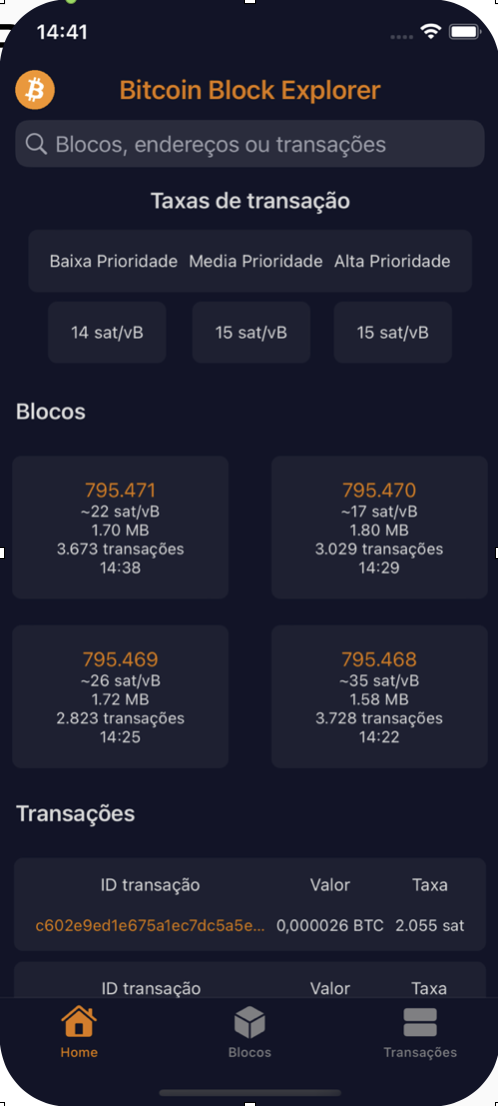 14:41
Bitcoin Block Explorer
Blocos, endereços ou transações
Taxas de transação
Baixa Prioridade Media Prioridade Alta Prioridade
14 sat/vB 15 sat/vB 15 sat/vB
Blocos
795.471
~22 sat/vB
1.70 MB
3.673 transações
14:38
795.470
~17 sat/vB
1.80 MB
3.029 transações
14:29
795.469
~26 sat/vB
1.72 MB
2.823 transações
14:25
795.468
~35 sat/vB
1.58 MB
3.728 transações
14:22
Transações
ID transação Valor Taxa
c602e9ed1e675a1ec7dc5a5e... 0,000026 BTC 2.055 sat
ID transação Valor Taxa
Home Blocos Transações